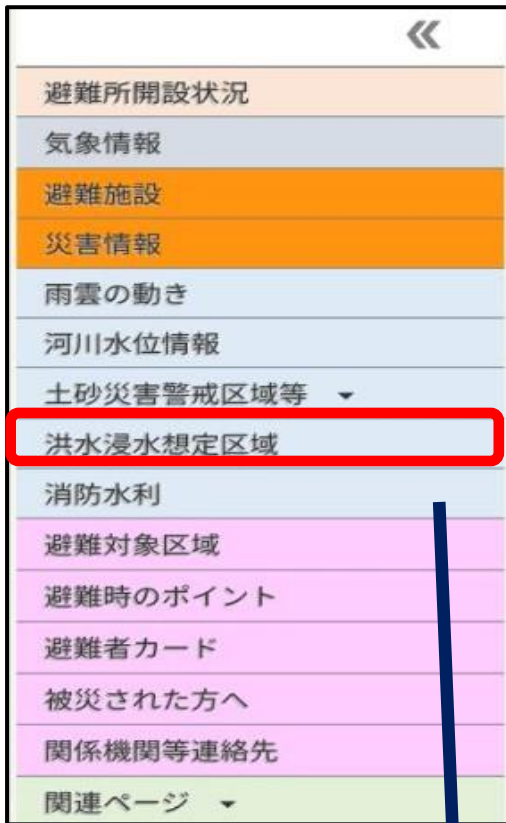 避難所開設状況
気象情報
避難施設
災害情報
雨雲の動き
河川水位情報
土砂災害警戒区域等
洪水浸水想定区域
消防水利
避難対象区域
避難時のポイント
避難者カード
被災された方へ
関係機関等連絡先
関連ページ